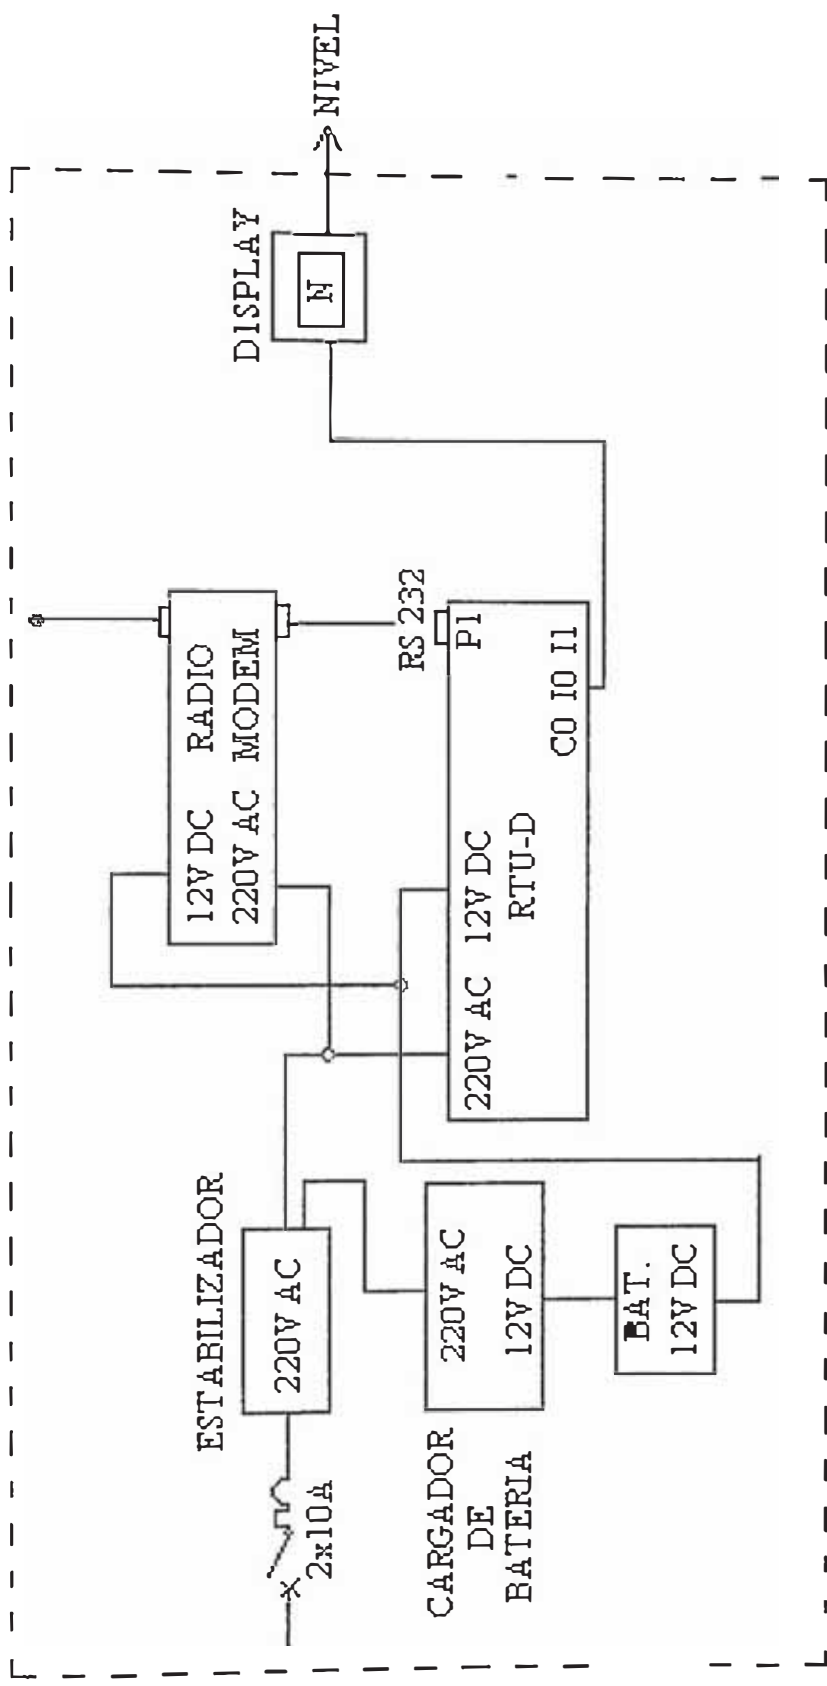 NIVEL
DISPLAY
N
RADIO
MODEM
12V DC
220V AC
RS 232
P1
C0 I0 I1
220V AC 12V DC
RTU-D
ESTABILIZADOR
220V AC
2x10A
CARGADOR
DE
BATERIA
220V AC
12V DC
BAT.
12V DC